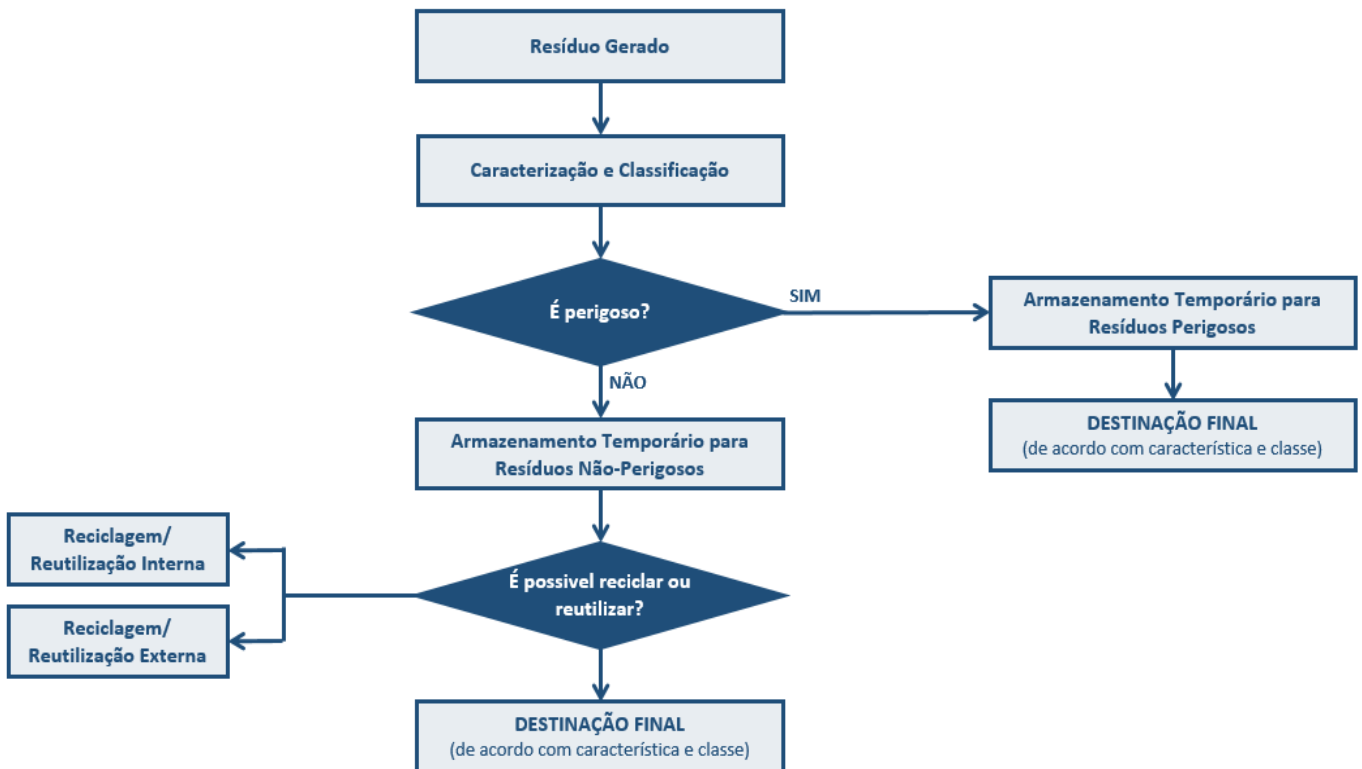 Resíduo Gerado
Caracterização e Classificação
É perigoso?
SIM
Armazenamento Temporário para
Resíduos Perigosos
DESTINAÇÃO FINAL
(de acordo com característica e classe)
NÃO
Armazenamento Temporário para
Resíduos Não-Perigosos
É possivel reciclar ou
reutilizar?
Reciclagem/
Reutilização Interna
Reciclagem/
Reutilização Externa
DESTINAÇÃO FINAL
(de acordo com característica e classe)